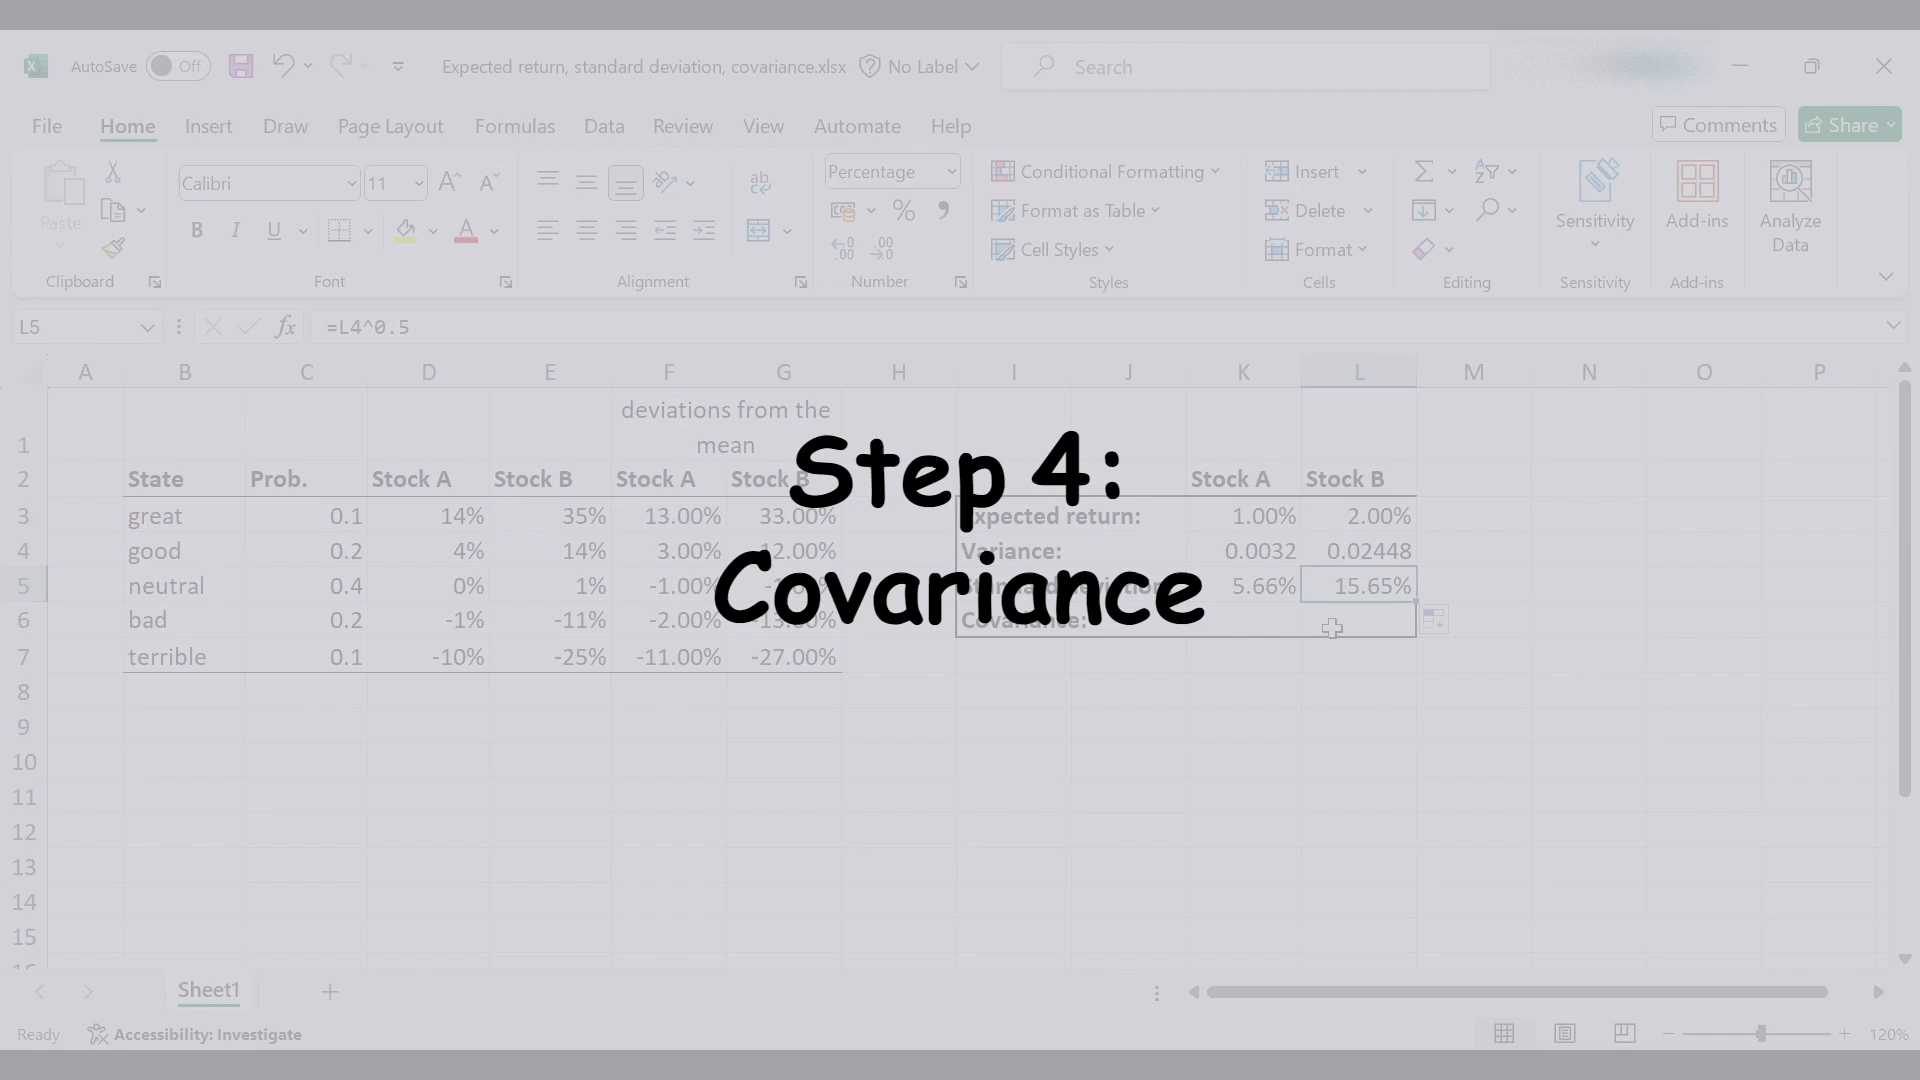 AutoSave Off Expected return, standard deviation, covariance.xlsx No Label Search
File Home Insert Draw Page Layout Formulas Data Review View Automate Help Comments Share
Paste
Clipboard
Calibri 11
B I U A
Font
ab
Alignment
Percentage
% 9
.00
Number
Conditional Formatting
Format as Table
Cell Styles
Styles
Insert
Delete
Format
Cells
Editing
Sensitivity
Sensitivity
Add-ins
Add-ins
Analyze
Data
L5 fx =L4^0.5
A B C D E F G H I J K L M N O P
deviations from the
1 mean
2 State Prob. Stock A Stock B Stock A Stock B Stock A Stock B
3 great 0.1 14% 35% 13.00% 33.00% Expected return: 1.00% 2.00%
4 good 0.2 4% 14% 3.00% 12.00% Variance: 0.0032 0.02448
5 neutral 0.4 0% 1% -1.00% 5.66% 15.65%
6 bad 0.2 -1% -11% -2.00% -13.00% Covariance:
7 terrible 0.1 -10% -25% -11.00% -27.00%
Step 4:
Covariance
8
9
10
11
12
13
14
15
Sheet1
Ready Accessibility: Investigate 120%